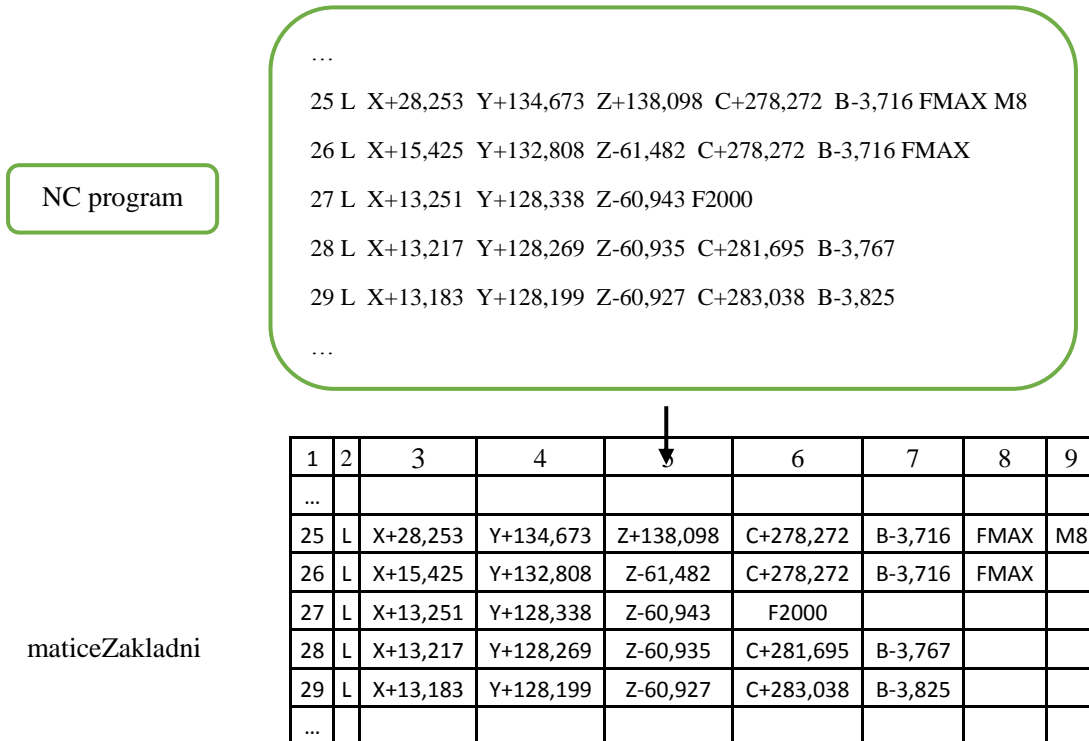 …
25 L X+28,253 Y+134,673 Z+138,098 C+278,272 B-3,716 FMAX M8
26 L X+15,425 Y+132,808 Z-61,482 C+278,272 B-3,716 FMAX
NC program
27 L X+13,251 Y+128,338 Z-60,943 F2000
28 L X+13,217 Y+128,269 Z-60,935 C+281,695 B-3,767
29 L X+13,183 Y+128,199 Z-60,927 C+283,038 B-3,825
…
1 2 3 4 5 6 7 8 9
…
25 L X+28,253 Y+134,673 Z+138,098 C+278,272 B-3,716 FMAX M8
26 L X+15,425 Y+132,808 Z-61,482 C+278,272 B-3,716 FMAX
27 L X+13,251 Y+128,338 Z-60,943 F2000
maticeZakladni
28 L X+13,217 Y+128,269 Z-60,935 C+281,695 B-3,767
29 L X+13,183 Y+128,199 Z-60,927 C+283,038 B-3,825
…